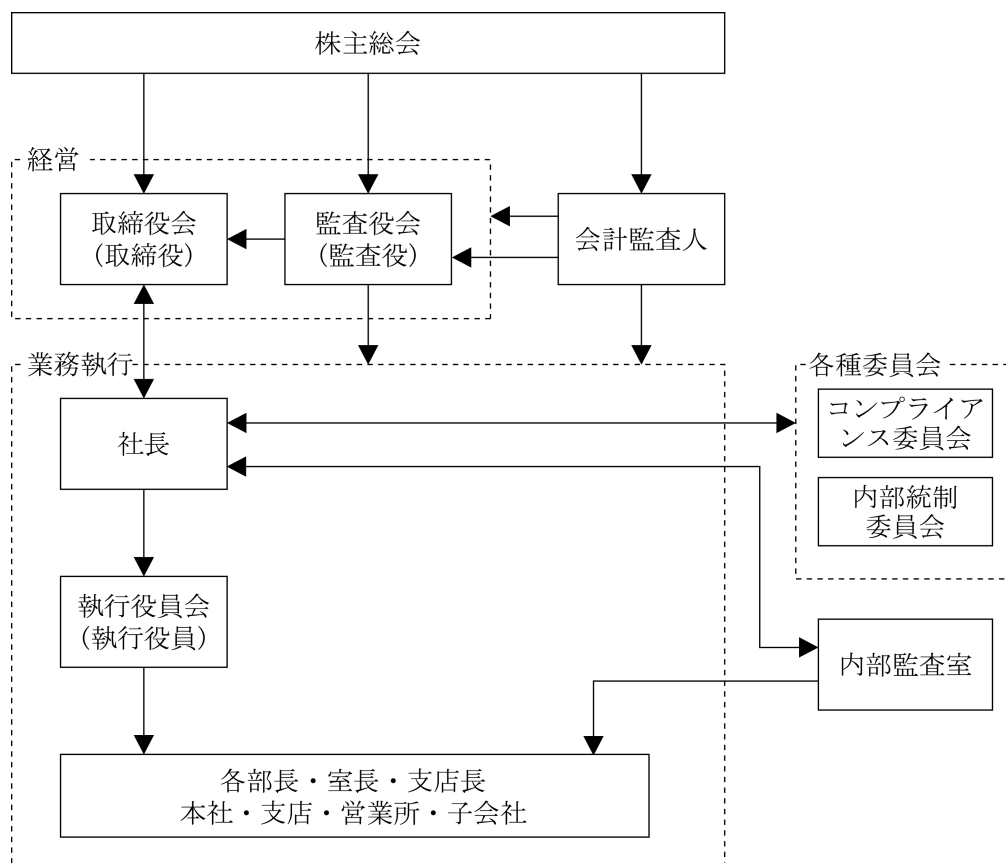 株主総会
経営
取締役会
(取締役)
監査役会
(監査役)
会計監査人
業務執行
各種委員会
社長
コンプライア
ンス委員会
内部統制
委員会
執行役員会
(執行役員)
内部監査室
各部長・室長・支店長
本社・支店・営業所・子会社